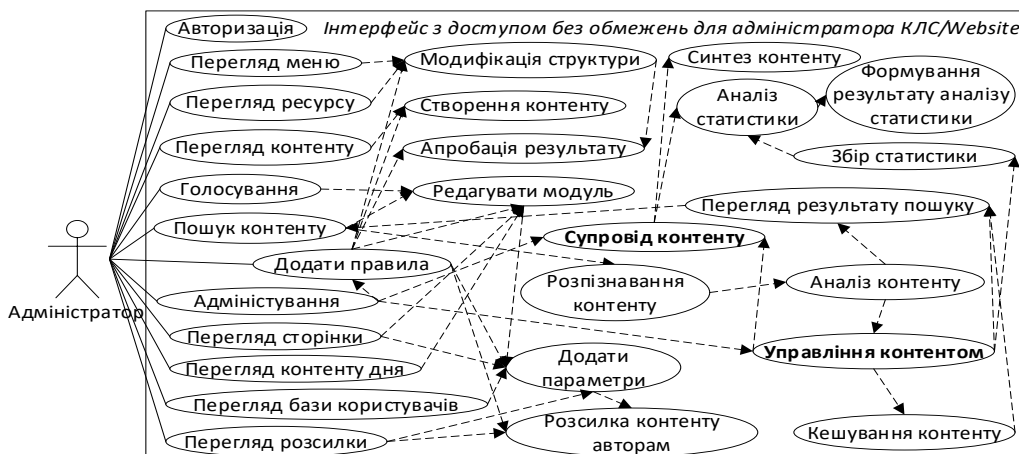 Авторизація
Інтерфейс з доступом без обмежень для адміністратора КЛС/Website
Перегляд меню
Модифікація структури
Синтез контенту
Перегляд ресурсу
Створення контенту
Аналіз
статистики
Формування
результату аналізу
статистики
Перегляд контенту
Апробація результату
Збір статистики
Голосування
Редагувати модуль
Перегляд результату пошуку
Пошук контенту
Супровід контенту
Додати правила
Розпізнавання
контенту
Аналіз контенту
Адміністування
Адміністратор
Перегляд сторінки
Управління контентом
Додати
параметри
Перегляд контенту дня
Перегляд бази користувачів
Розсилка контенту
авторам
Кешування контенту
Перегляд розсилки